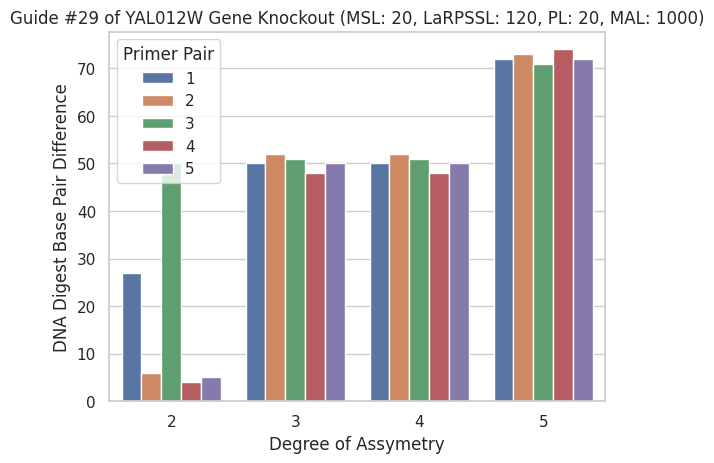 Guide #29 of YAL012W Gene Knockout (MSL: 20, LaRPSSL: 120, PL: 20, MAL: 1000)
Primer Pair
1
2
3
4
5
DNA Digest Base Pair Difference
70
60
50
40
30
20
10
0
2 3 4 5
Degree of Assymetry